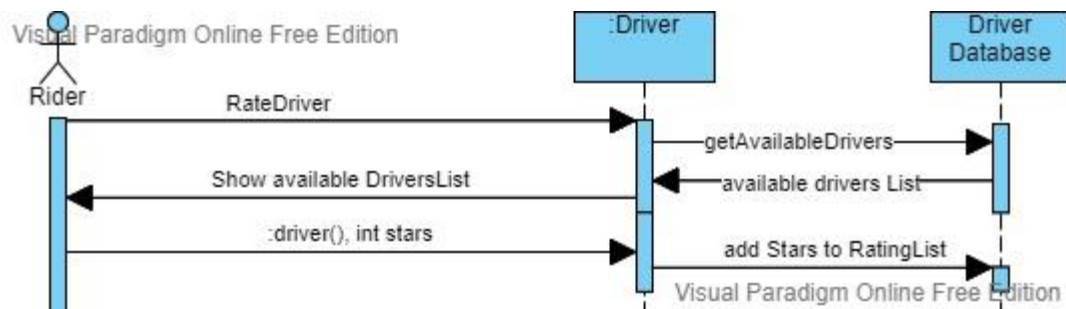 Visual Paradigm Online Free Edition
:Driver
Driver
Database
Rider
RateDriver
getAvailableDrivers
Show available DriversList
available drivers List
:driver(), int stars
add Stars to RatingList
Visual Paradigm Online Free Edition